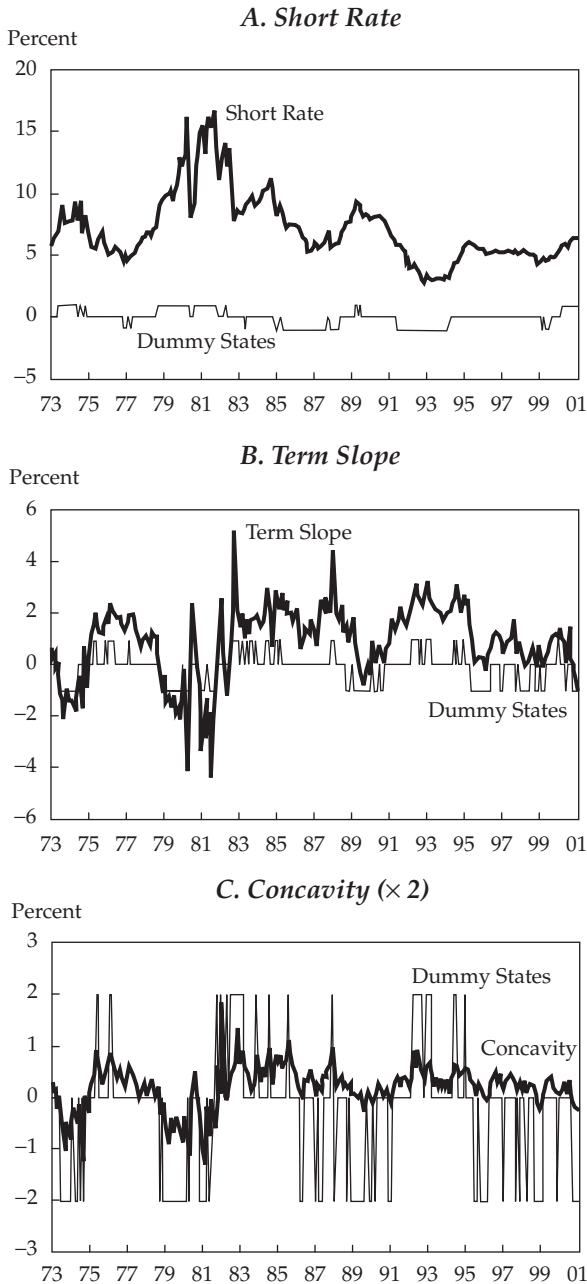 A. Short Rate
Percent
20
15
10
5
0
–5
Short Rate
Dummy States
73 75 77 79 81 83 85 87 89 91 93 95 97 99 01
B. Term Slope
Percent
6
4
2
0
–2
–4
–6
Term Slope
Dummy States
73 75 77 79 81 83 85 87 89 91 93 95 97 99 01
C. Concavity (× 2)
Percent
3
2
1
0
–1
–2
–3
Dummy States
Concavity
73 75 77 79 81 83 85 87 89 91 93 95 97 99 01